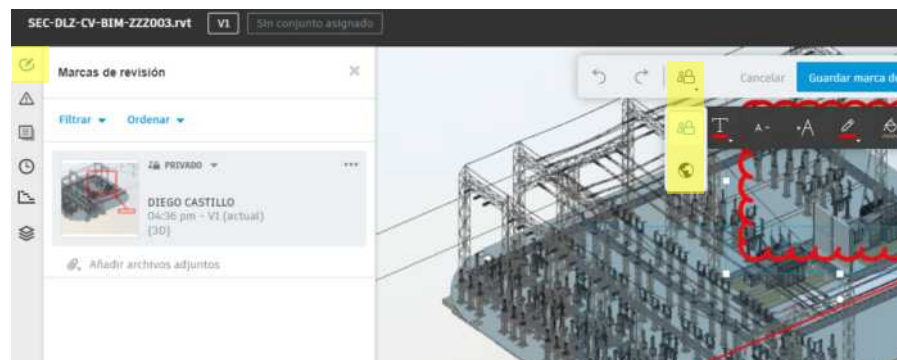 SEC-DLZ-CV-BIM-ZZZ003.rvt V1 Sin conjunto asignado
Marcas de revisión
Cancelar Guardar marca de
Filtrar Ordenar
T A- ·A
PRIVADO
DIEGO CASTILLO
04:36 pm - V1 (actual)
(3D)
Añadir archivos adjuntos